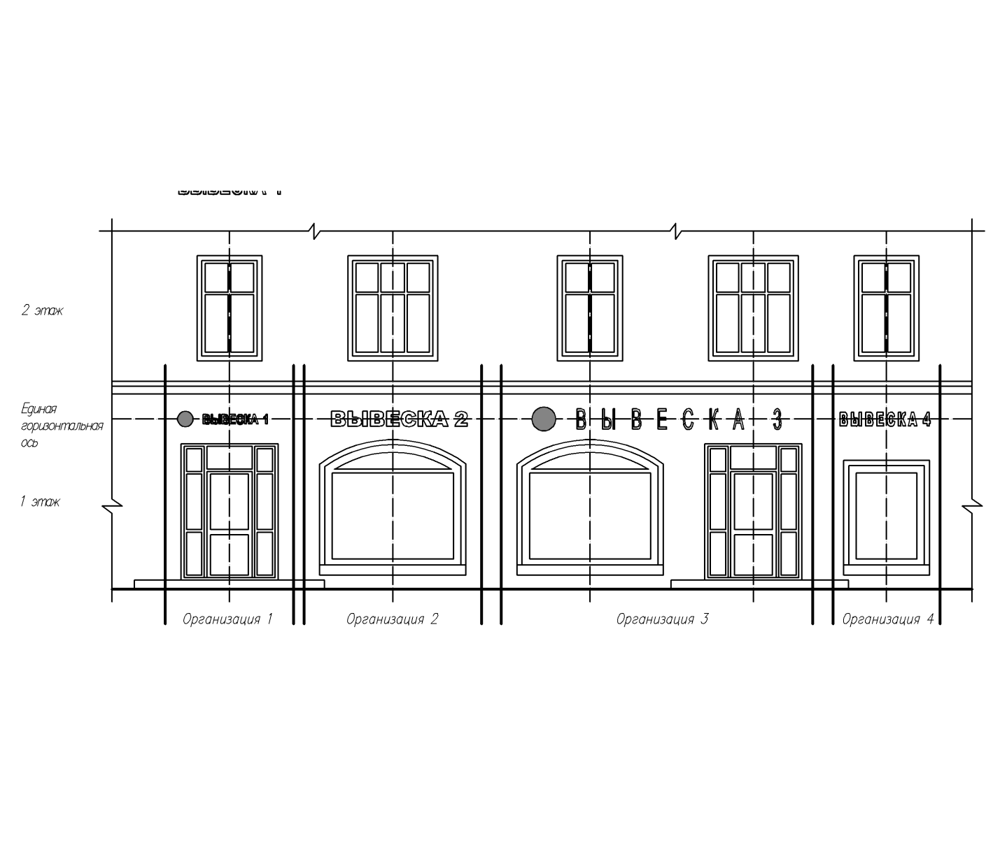 2 этаж
Единая
горизонтальная
ось
ВЫВЕСКА 1
ВЫВЕСКА 2
ВЫВЕСКА 3
ВЫВЕСКА 4
1 этаж
Организация 1
Организация 2
Организация 3
Организация 4